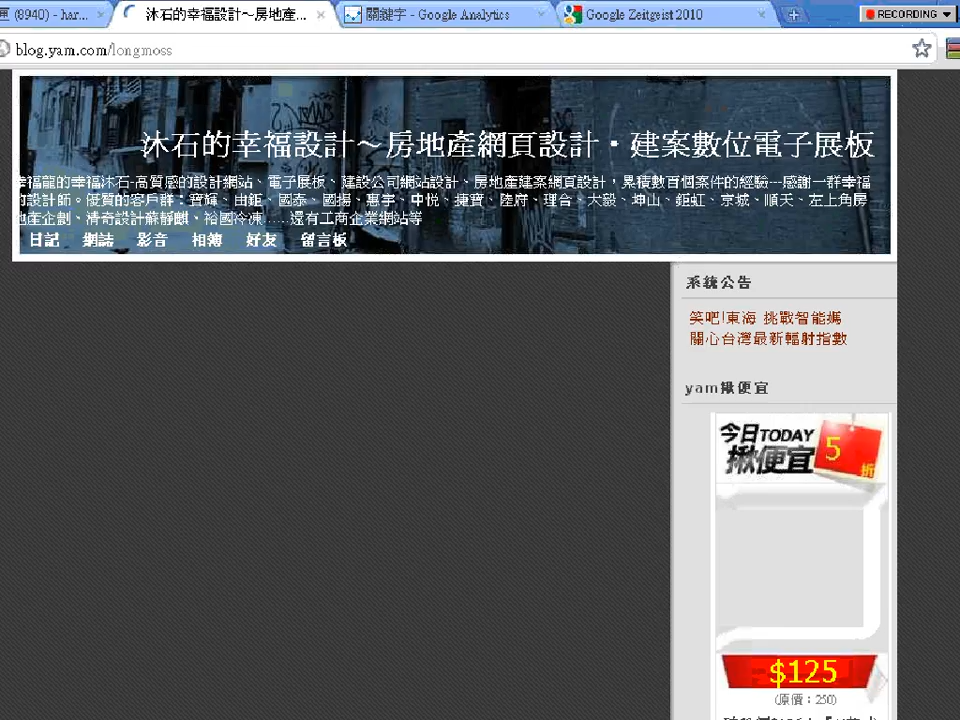 (8940) - har...
沐石的幸福設計～房地產...
關鍵字 - Google Analytics
Google Zeitgeist 2010
RECORDING
blog.yam.com/longmoss
沐石的幸福設計～房地產網頁設計‧建案數位電子展板
幸福龍的幸福沐石-高質感的設計網站、電子展板、建設公司網站設計、房地產建案網頁設計，累積數百個案件的經驗---感謝一群幸福
的設計師。優質的客戶群：寶輝、由鉅、國泰、國揚、惠宇、中悅、捷寶、陸府、理合、大毅、坤山、鉅虹、京城、順天、左上角房
地產企劃、清奇設計蘇靜麒、裕國冷凍.....還有工商企業網站等
日記 網誌 影音 相簿 好友 留言板
系統公告
笑吧!東海 挑戰智能螞
關心台灣最新輻射指數
yam揪便宜
今日TODAY
揪便宜
5
折
$125
(原價：250)